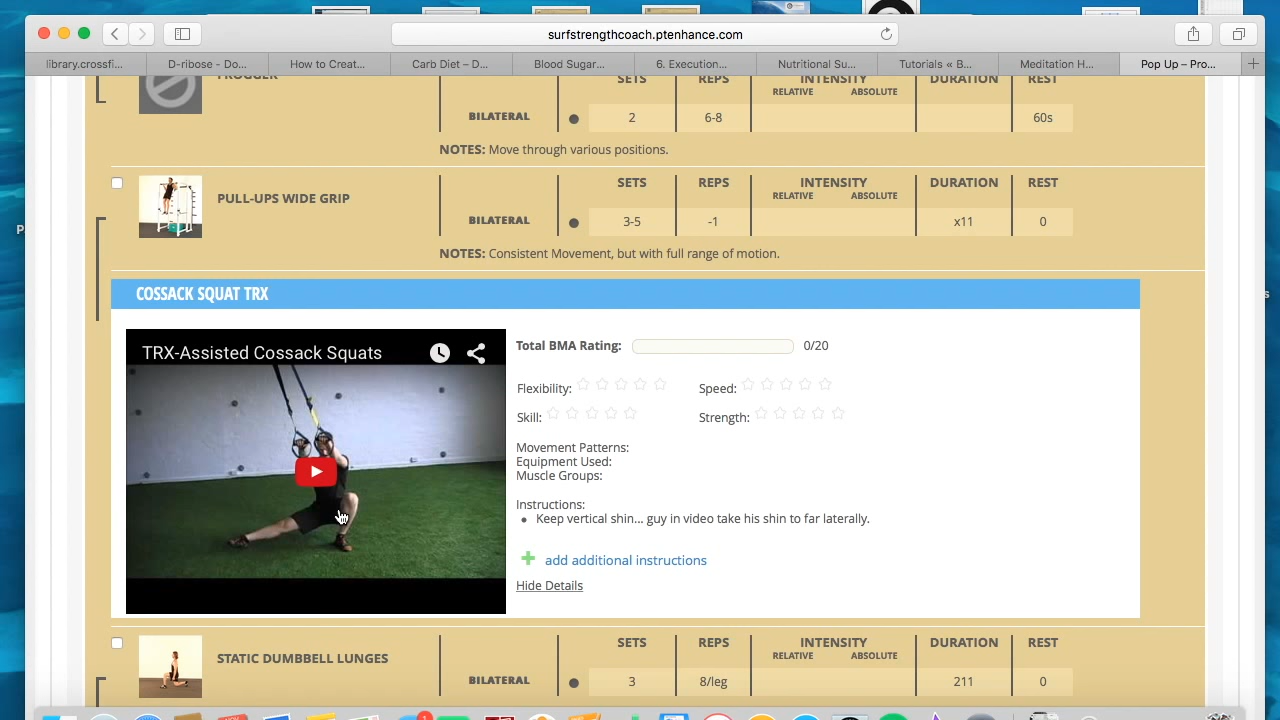 surfstrengthcoach.ptenhance.com
library.crossfi... D-ribose - Do... How to Creat... Carb Diet – D... Blood Sugar... 6. Execution... Nutritional Su... Tutorials « B... Meditation H... Pop Up – Pro...
FROGGER SETS REPS INTENSITY DURATION REST
RELATIVE ABSOLUTE
BILATERAL 2 6-8 60s
NOTES: Move through various positions.
PULL-UPS WIDE GRIP SETS REPS INTENSITY DURATION REST
RELATIVE ABSOLUTE
BILATERAL 3-5 -1 x11 0
NOTES: Consistent Movement, but with full range of motion.
COSSACK SQUAT TRX
TRX-Assisted Cossack Squats
Total BMA Rating: 0/20
Flexibility: Speed:
Skill: Strength:
Movement Patterns:
Equipment Used:
Muscle Groups:
Instructions:
Keep vertical shin... guy in video take his shin to far laterally.
add additional instructions
Hide Details
STATIC DUMBBELL LUNGES SETS REPS INTENSITY DURATION REST
RELATIVE ABSOLUTE
BILATERAL 3 8/leg 211 0